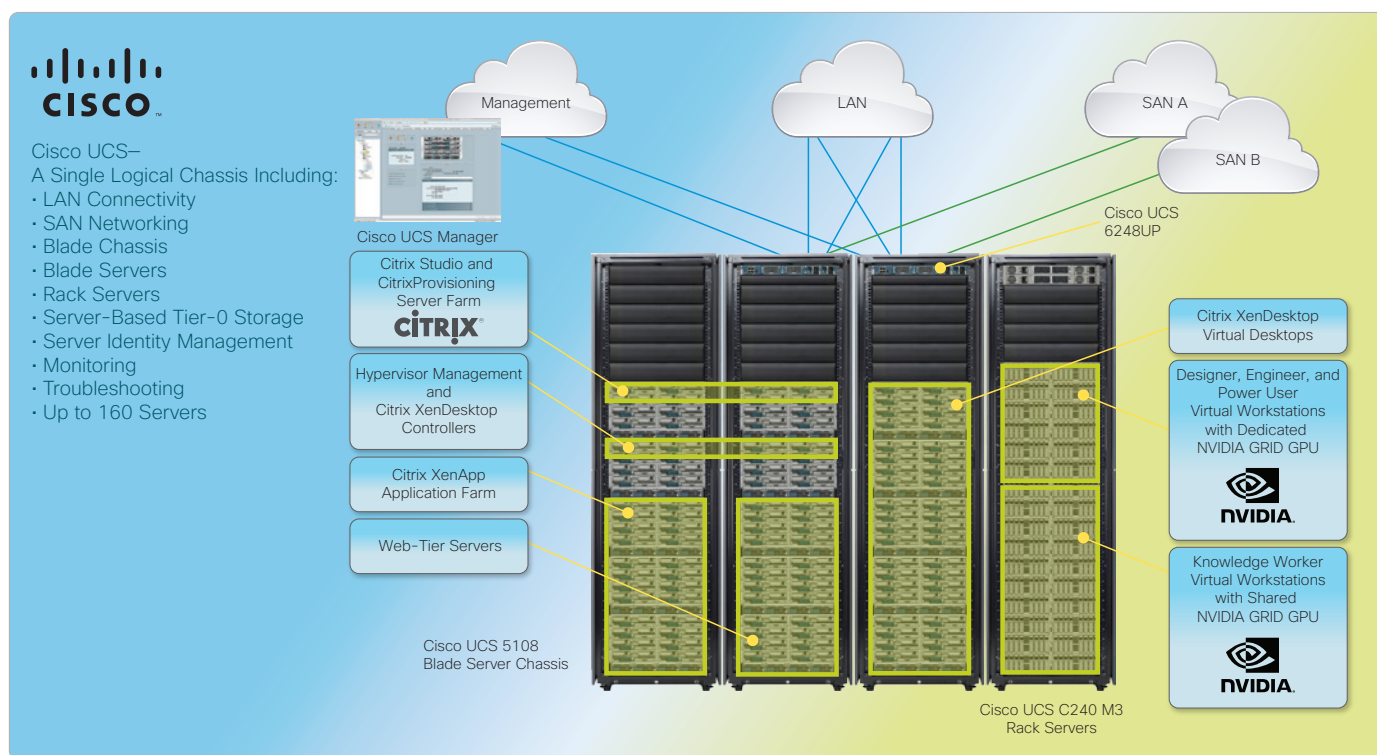 CISCO™
Cisco UCS—
A Single Logical Chassis Including:
· LAN Connectivity
· SAN Networking
· Blade Chassis
· Blade Servers
· Rack Servers
· Server-Based Tier-0 Storage
· Server Identity Management
· Monitoring
· Troubleshooting
· Up to 160 Servers
Management
LAN
SAN A
SAN B
Cisco UCS Manager
Cisco UCS
6248UP
Citrix Studio and
CitrixProvisioning
Server Farm
CİTRIX®
Hypervisor Management
and
Citrix XenDesktop
Controllers
Citrix XenApp
Application Farm
Web-Tier Servers
Cisco UCS 5108
Blade Server Chassis
Citrix XenDesktop
Virtual Desktops
Designer, Engineer, and
Power User
Virtual Workstations
with Dedicated
NVIDIA GRID GPU
NVIDIA.
Knowledge Worker
Virtual Workstations
with Shared
NVIDIA GRID GPU
NVIDIA.
Cisco UCS C240 M3
Rack Servers